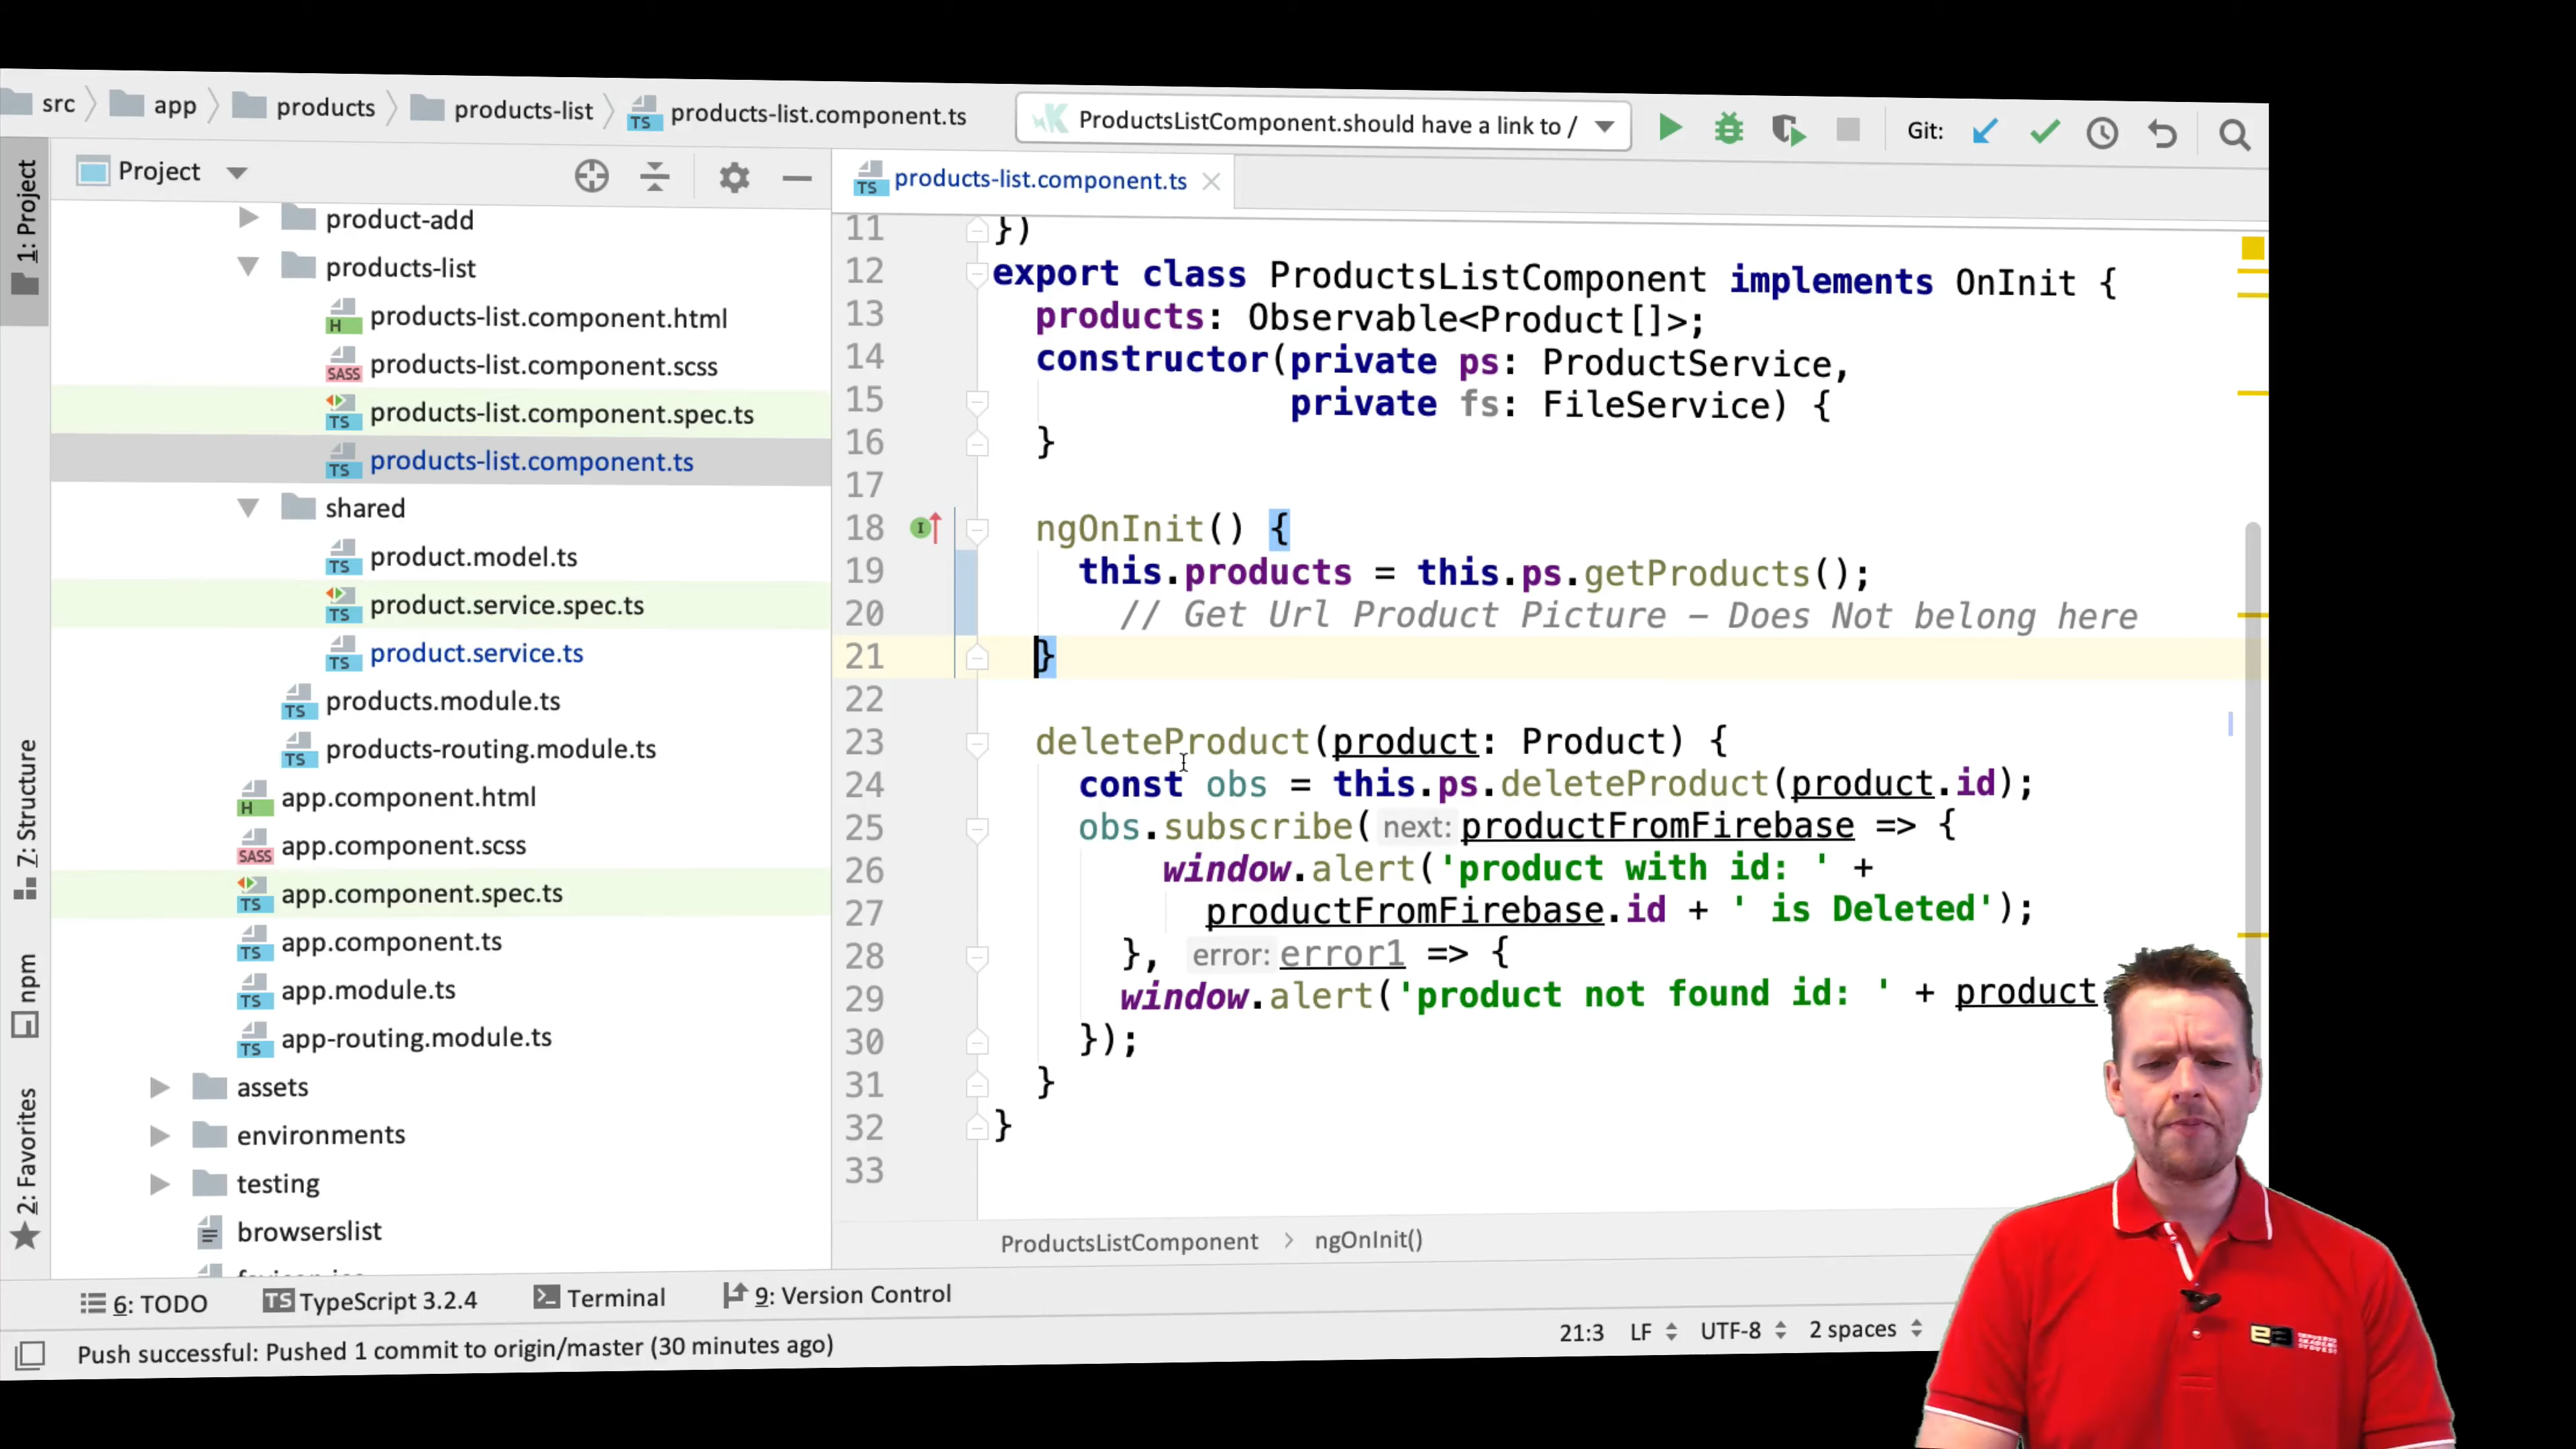 src app products products-list products-list.component.ts ProductsListComponent.should have a link to / Git:
1: Project
Project
product-add
products-list
products-list.component.html
products-list.component.scss
products-list.component.spec.ts
products-list.component.ts
shared
product.model.ts
product.service.spec.ts
product.service.ts
products.module.ts
products-routing.module.ts
app.component.html
app.component.scss
app.component.spec.ts
app.component.ts
app.module.ts
app-routing.module.ts
assets
environments
testing
browserslist
7: Structure
npm
2: Favorites
products-list.component.ts
11 })
12 export class ProductsListComponent implements OnInit {
13 products: Observable<Product[]>;
14 constructor(private ps: ProductService,
15 private fs: FileService) {
16 }
17
18 ngOnInit() {
19 this.products = this.ps.getProducts();
20 // Get Url Product Picture – Does Not belong here
21 }
22
23 deleteProduct(product: Product) {
24 const obs = this.ps.deleteProduct(product.id);
25 obs.subscribe( next: productFromFirebase => {
26 window.alert('product with id: ' +
27 productFromFirebase.id + ' is Deleted');
28 }, error: error1 => {
29 window.alert('product not found id: ' + product
30 });
31 }
32 }
33
ProductsListComponent > ngOnInit()
6: TODO TypeScript 3.2.4 Terminal 9: Version Control
Push successful: Pushed 1 commit to origin/master (30 minutes ago) 21:3 LF UTF-8 2 spaces